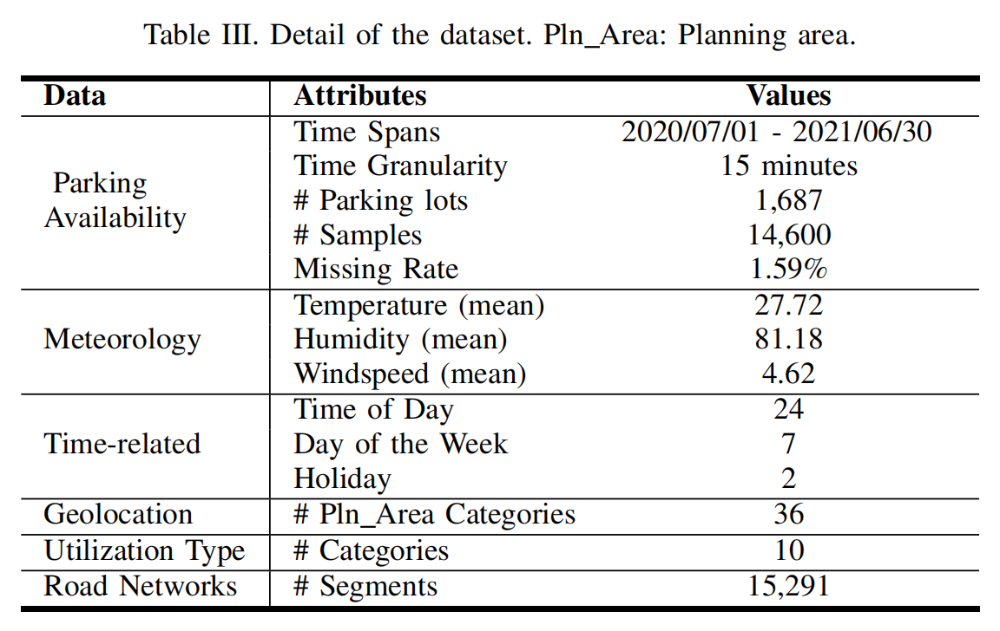 Table III. Detail of the dataset. Pln_Area: Planning area.
Data Attributes Values
Parking Availability
Time Spans 2020/07/01 - 2021/06/30
Time Granularity 15 minutes
# Parking lots 1,687
# Samples 14,600
Missing Rate 1.59%
Meteorology
Temperature (mean) 27.72
Humidity (mean) 81.18
Windspeed (mean) 4.62
Time-related
Time of Day 24
Day of the Week 7
Holiday 2
Geolocation # Pln_Area Categories 36
Utilization Type # Categories 10
Road Networks # Segments 15,291